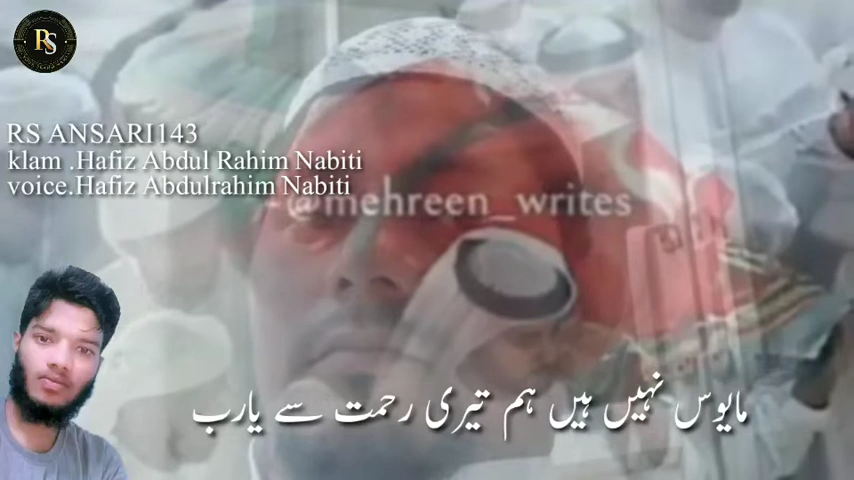 RS
RS ANSARI143
klam .Hafiz Abdul Rahim Nabiti
voice.Hafiz Abdulrahim Nabiti
@mehreen_writes
مایوس نہیں ہیں ہم تیری رحمت سے یارب